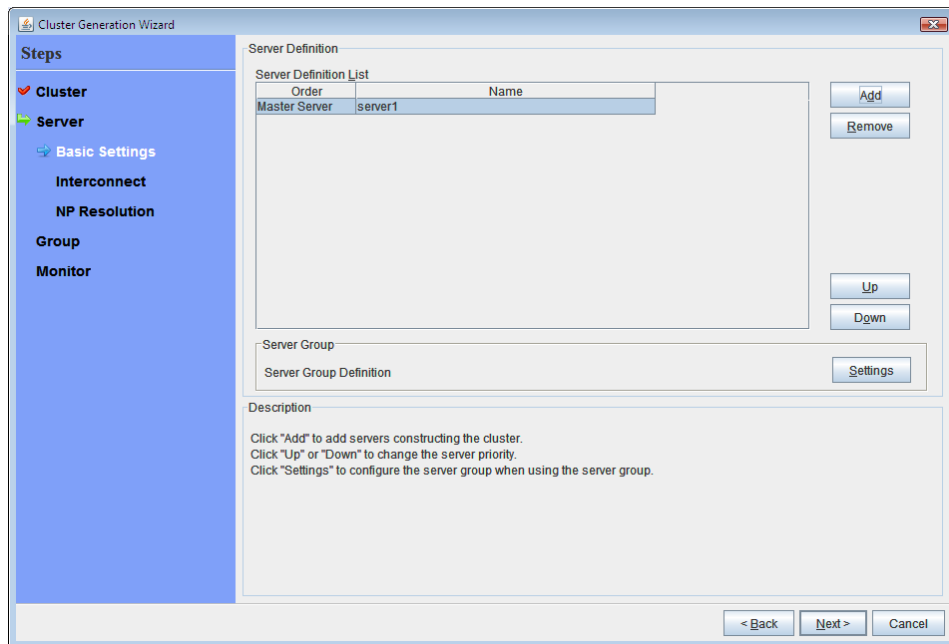 Cluster Generation Wizard
Steps
Cluster
Server
Basic Settings
Interconnect
NP Resolution
Group
Monitor
Server Definition
Server Definition List
Order Name
Master Server server1
Add
Remove
Up
Down
Server Group
Server Group Definition
Settings
Description
Click "Add" to add servers constructing the cluster.
Click "Up" or "Down" to change the server priority.
Click "Settings" to configure the server group when using the server group.
< Back Next > Cancel